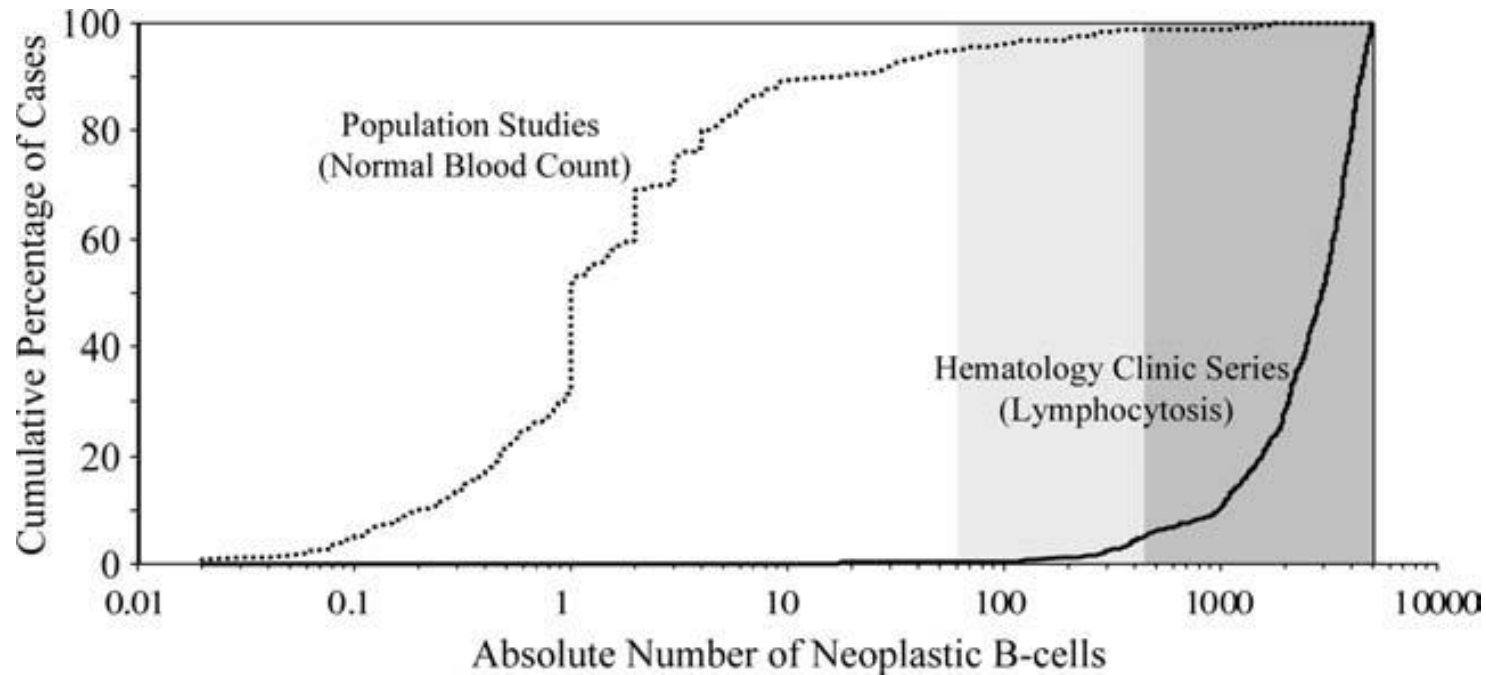 100
80
60
40
20
0
Cumulative Percentage of Cases
Population Studies
(Normal Blood Count)
Hematology Clinic Series
(Lymphocytosis)
0.01 0.1 1 10 100 1000 10000
Absolute Number of Neoplastic B-cells